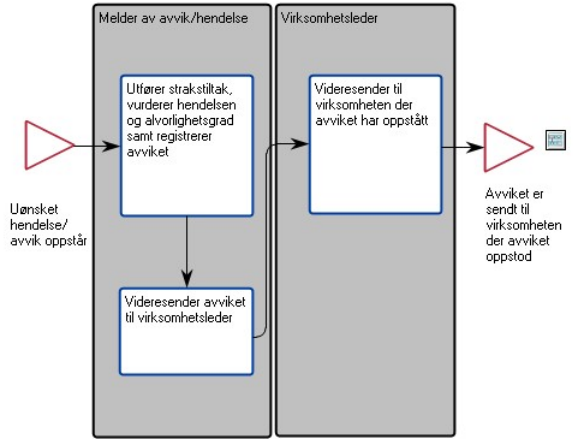 Melder av avvik/hendelse
Virksomhetsleder
Utfører strakstiltak,
vurderer hendelsen
og alvorlighetsgrad
samt registrerer
avviket
Videresender til
virksomheten der
avviket har oppstått
Uønsket
hendelse/
avvik oppstår
Avviket er
sendt til
virksomheten
der avviket
oppstod
Videresender avviket
til virksomhetsleder